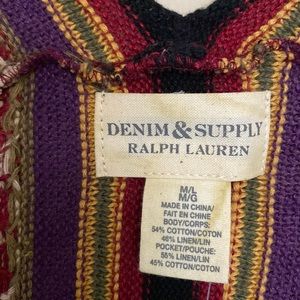 DENIM & SUPPLY
RALPH LAUREN
M/L
M/G
MADE IN CHINA/
FAIT EN CHINE
BODY/CORPS:
54% COTTON/COTON
46% LINEN/LIN
POCKET/POUCHE:
55% LINEN/LIN
45% COTTON/COTON